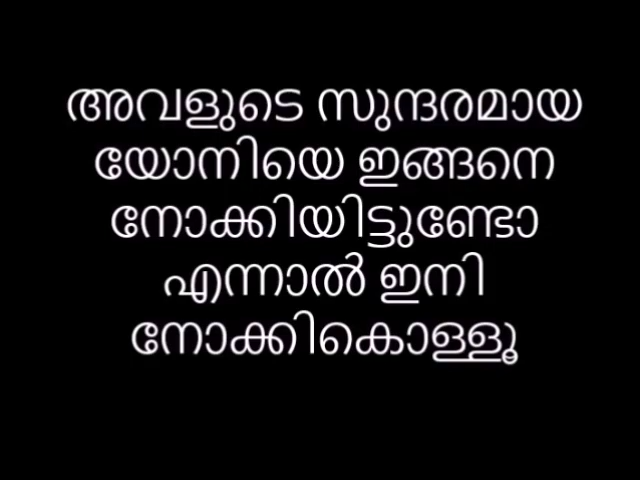 അവളുടെ സുന്ദരമായ
യോനിയെ ഇങ്ങനെ
നോക്കിയിട്ടുണ്ടോ
എന്നാൽ ഇനി
നോക്കികൊള്ളൂ